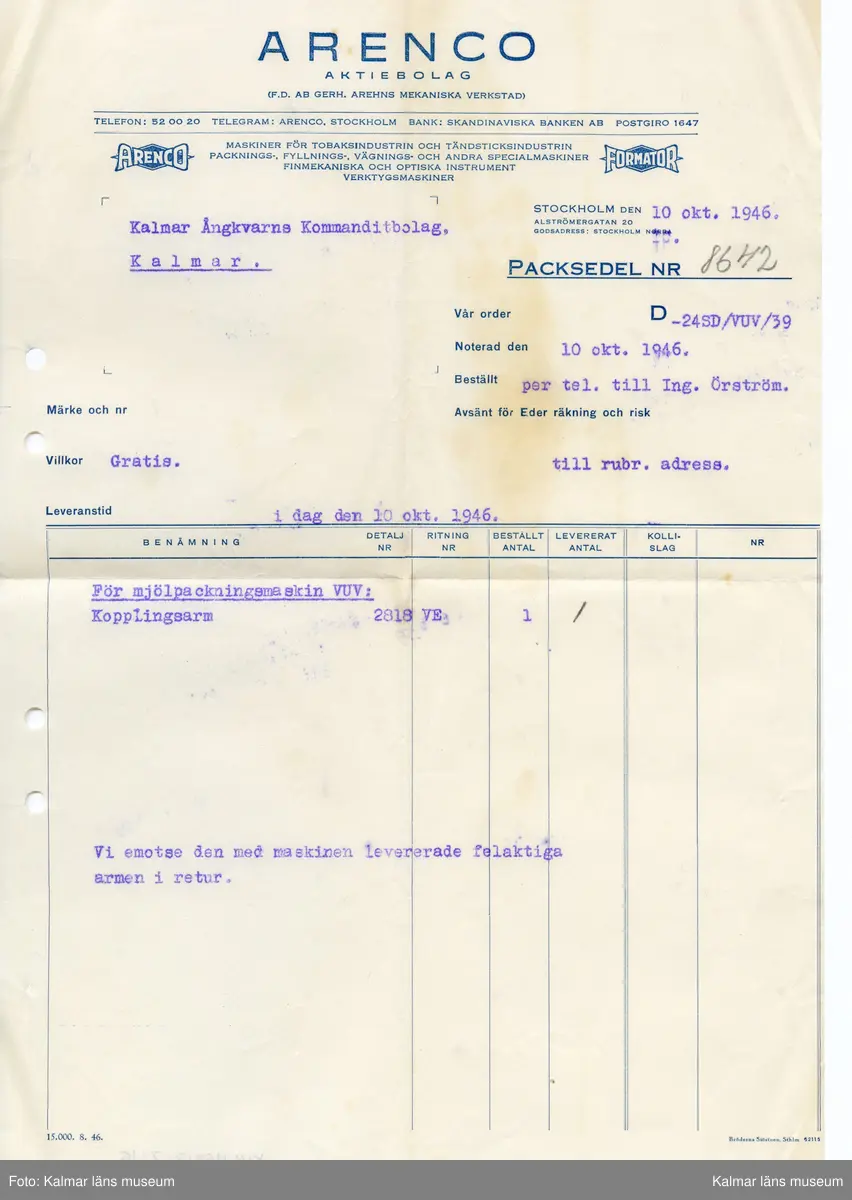 ARENCO
AKTIEBOLAG
(F.D. AB GERH. AREHNS MEKANISKA VERKSTAD)
TELEFON: 52 00 20 TELEGRAM: ARENCO, STOCKHOLM BANK: SKANDINAVISKA BANKEN AB POSTGIRO 1647
ARENCO
MASKINER FÖR TOBAKSINDUSTRIN OCH TÄNDSTICKSINDUSTRIN
PACKNINGS-, FYLLNINGS-, VÄGNINGS- OCH ANDRA SPECIALMASKINER
FINMEKANISKA OCH OPTISKA INSTRUMENT
VERKTYGSMASKINER
FORMATOR
STOCKHOLM DEN 10 okt. 1946.
ALSTRÖMERGATAN 20
GODSADRESS: STOCKHOLM
Kalmar Ångkvarns Kommanditbolag,
Kalmar.
PACKSEDEL NR 8642
Vår order D-24SD/VUV/39
Noterad den 10 okt. 1946.
Beställt per tel. till Ing. Örström.
Märke och nr
Avsänt för Eder räkning och risk
Villkor Gratis. till rubr. adress.
Leveranstid i dag den 10 okt. 1946.
BENÄMNING DETALJ NR RITNING NR BESTÄLLT ANTAL LEVERERAT ANTAL KOLLI-SLAG NR
För mjölpackningsmaskin VUV:
Kopplingsarm 2818 VE 1 /
Vi emotse den med maskinen levererade felaktiga
armen i retur.
15.000. 8. 46.
Foto: Kalmar läns museum
Kalmar läns museum